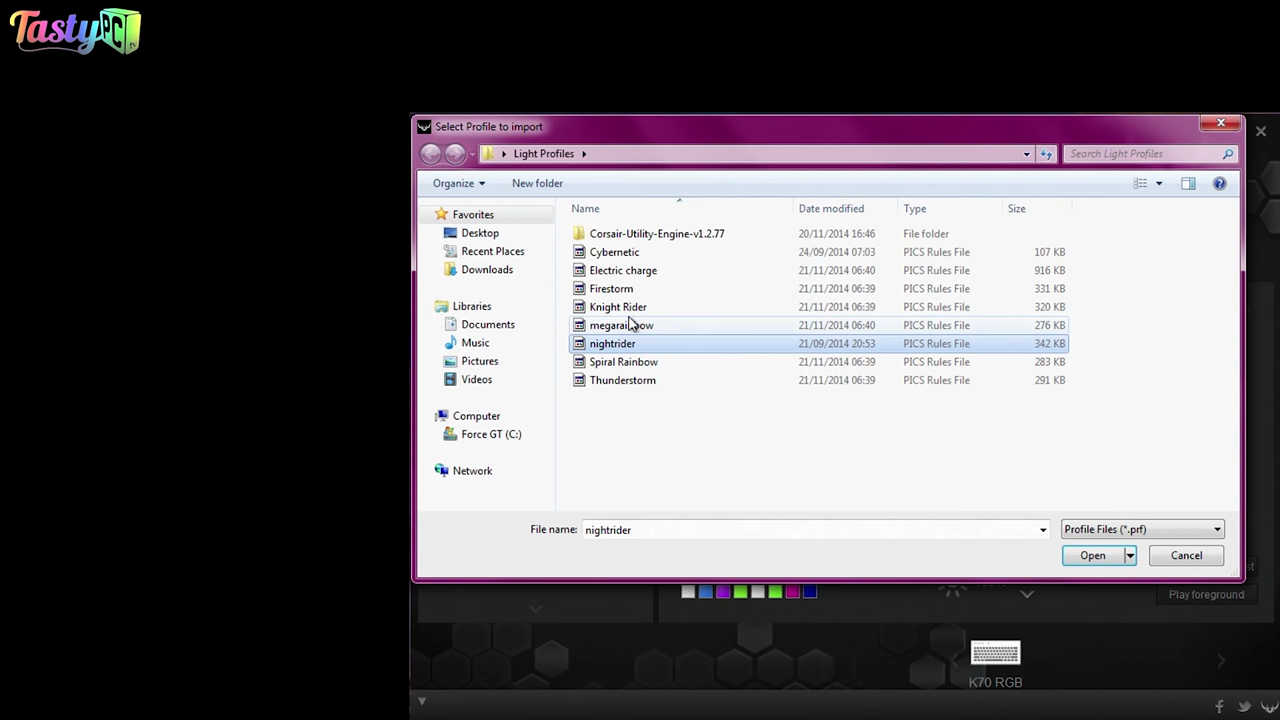 TastyPC.tv
Select Profile to import
Light Profiles
Search Light Profiles
Organize
New folder
Name Date modified Type Size
Favorites
Desktop
Recent Places
Downloads
Libraries
Documents
Music
Pictures
Videos
Computer
Force GT (C:)
Network
Corsair-Utility-Engine-v1.2.77 20/11/2014 16:46 File folder
Cybernetic 24/09/2014 07:03 PICS Rules File 107 KB
Electric charge 21/11/2014 06:40 PICS Rules File 916 KB
Firestorm 21/11/2014 06:39 PICS Rules File 331 KB
Knight Rider 21/11/2014 06:39 PICS Rules File 320 KB
megarainbow 21/11/2014 06:40 PICS Rules File 276 KB
nightrider 21/09/2014 20:53 PICS Rules File 342 KB
Spiral Rainbow 21/11/2014 06:39 PICS Rules File 283 KB
Thunderstorm 21/11/2014 06:39 PICS Rules File 291 KB
File name: nightrider Profile Files (*.prf)
Open Cancel
Play foreground
K70 RGB